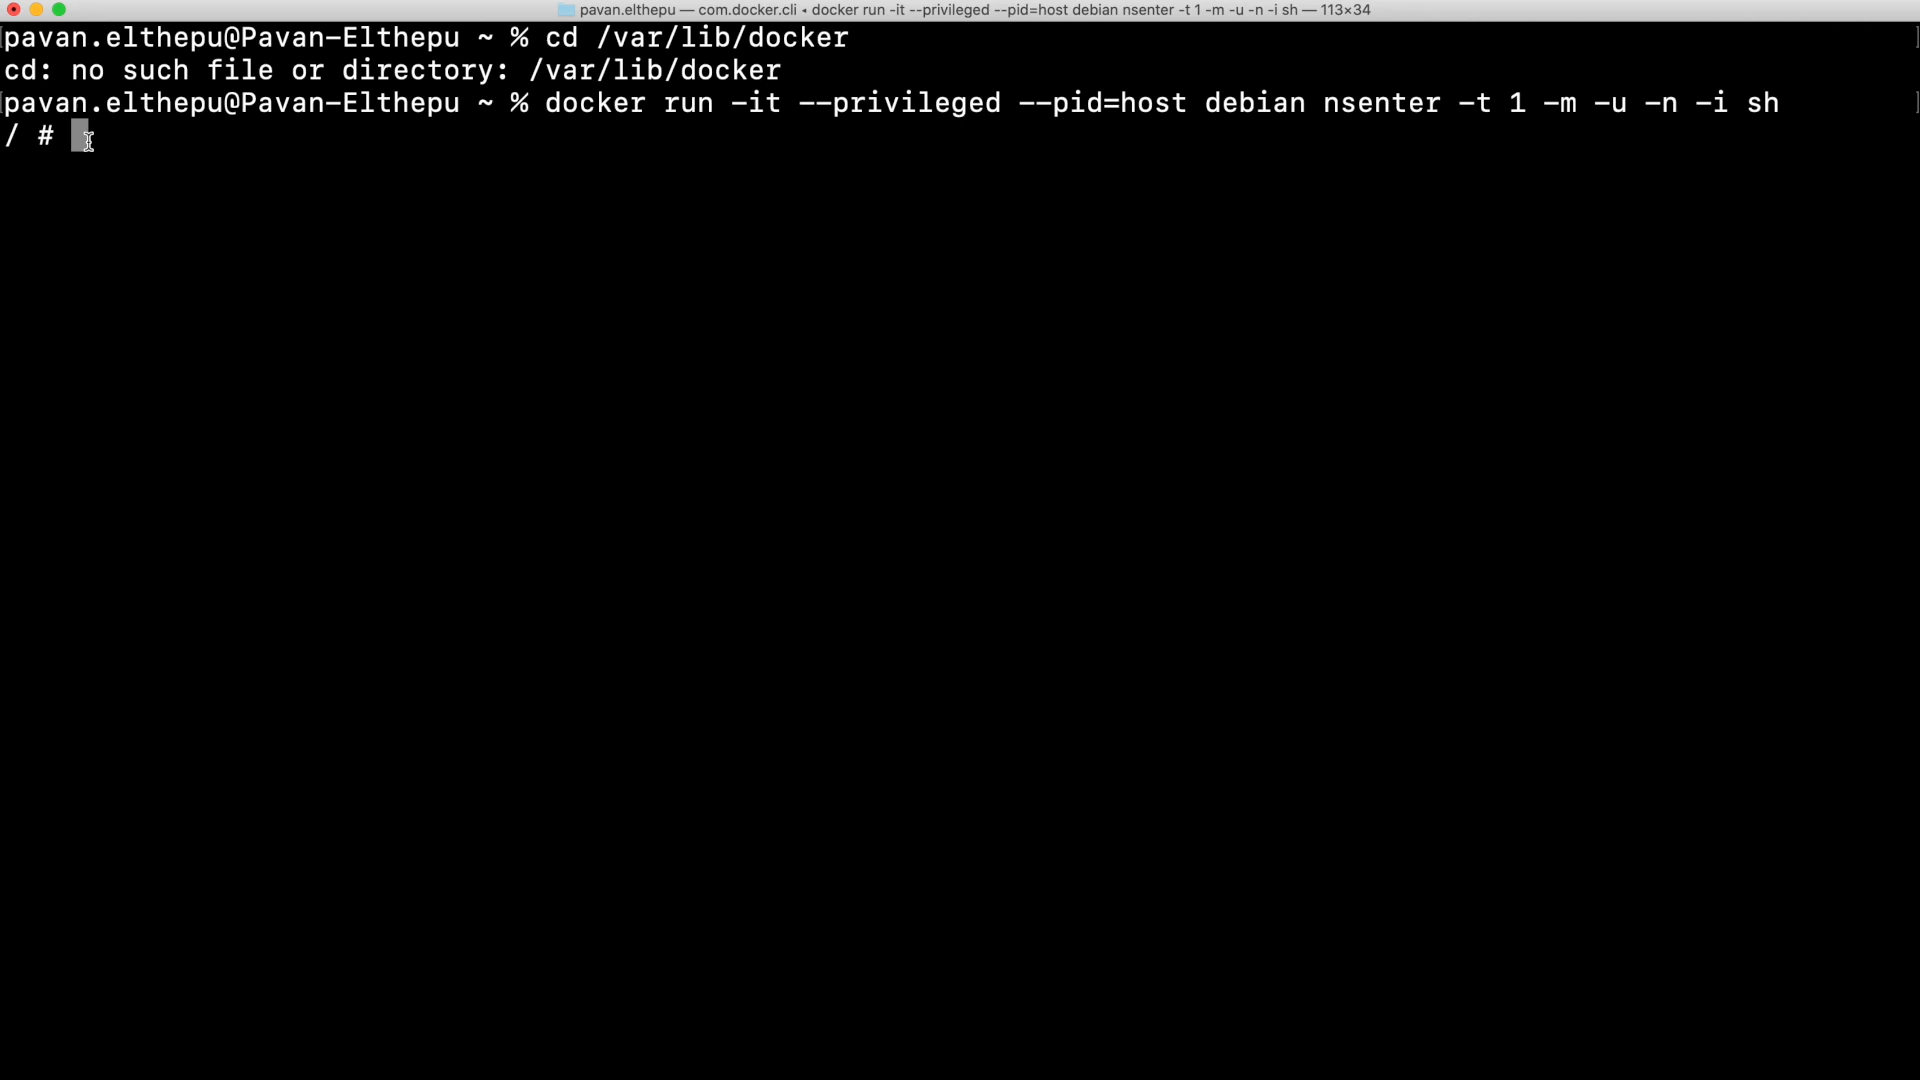 pavan.elthepu — com.docker.cli ◂ docker run -it --privileged --pid=host debian nsenter -t 1 -m -u -n -i sh — 113×34
pavan.elthepu@Pavan-Elthepu ~ % cd /var/lib/docker
cd: no such file or directory: /var/lib/docker
pavan.elthepu@Pavan-Elthepu ~ % docker run -it --privileged --pid=host debian nsenter -t 1 -m -u -n -i sh
/ #